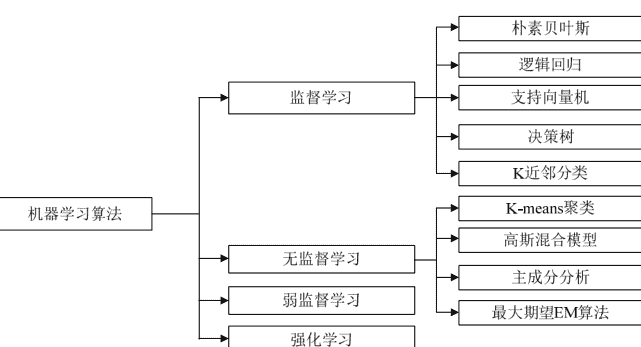 机器学习算法
监督学习
朴素贝叶斯
逻辑回归
支持向量机
决策树
K近邻分类
无监督学习
K-means聚类
高斯混合模型
主成分分析
最大期望EM算法
弱监督学习
强化学习